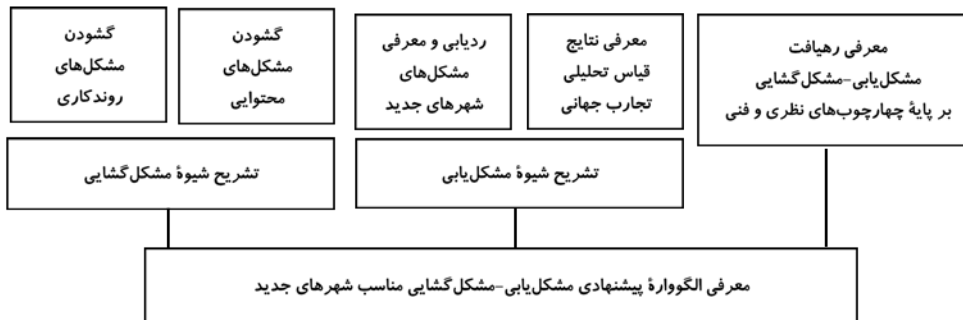 معرفی رهیافت
مشکل‌یابی-مشکل‌گشایی
بر پایهٔ چهارچوب‌های نظری و فنی
معرفی نتایج
قیاس تحلیلی
تجارب جهانی
ردیابی و معرفی
مشکل‌های
شهرهای جدید
گشودن
مشکل‌های
محتوایی
گشودن
مشکل‌های
روندکاری
تشریح شیوهٔ مشکل‌یابی
تشریح شیوهٔ مشکل‌گشایی
معرفی الگووارهٔ پیشنهادی مشکل‌یابی-مشکل‌گشایی مناسب شهرهای جدید